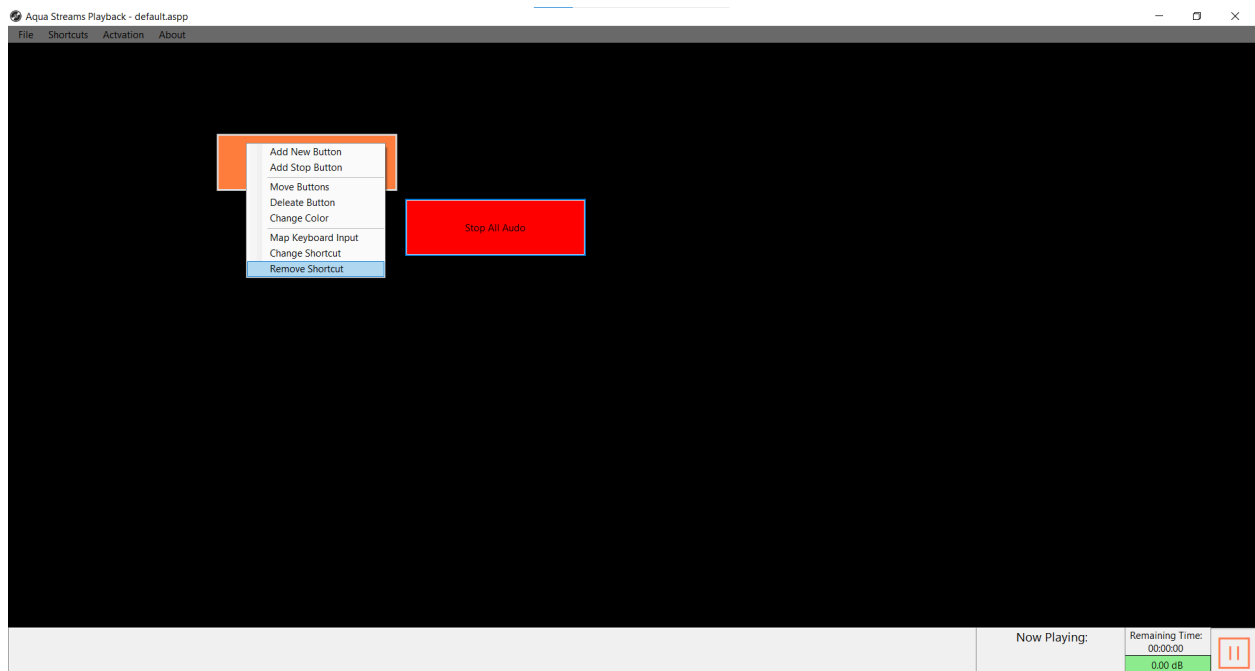 Aqua Streams Playback - default.aspp
File Shortcuts Actvation About
Add New Button
Add Stop Button
Move Buttons
Deleate Button
Change Color
Map Keyboard Input
Change Shortcut
Remove Shortcut
Stop All Audo
Now Playing:
Remaining Time:
00:00:00
0.00 dB